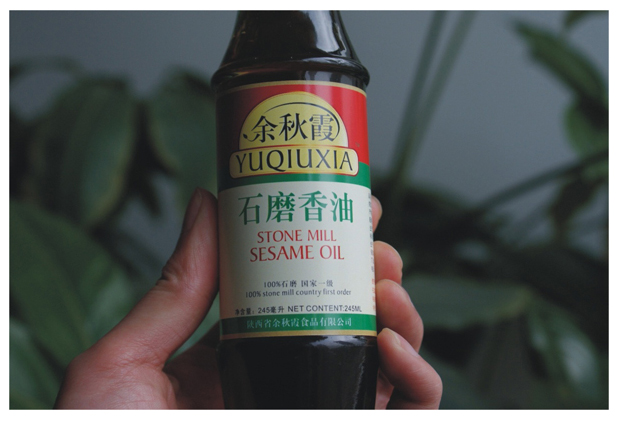 余秋霞
YUQIUXIA
石磨香油
STONE MILL
SESAME OIL
100%石磨 国家一级
100% stone mill country first order
净含量：245毫升 NET CONTENT:245ML
陕西省余秋霞食品有限公司